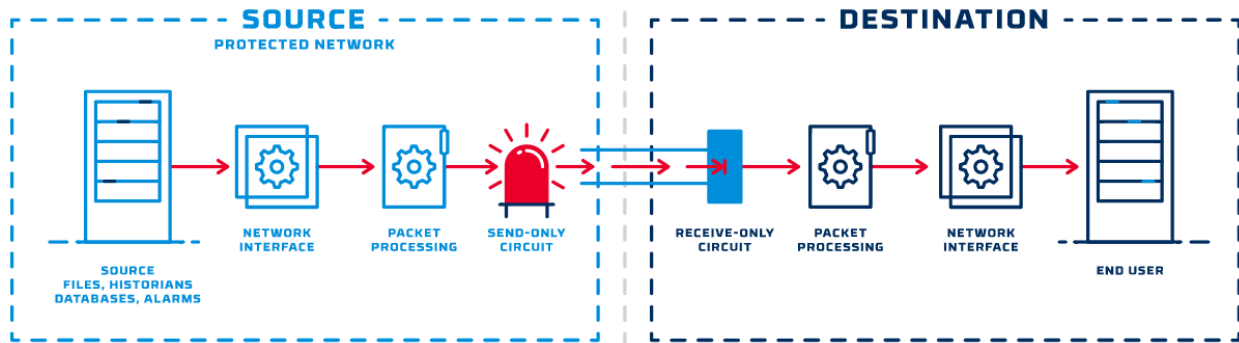 SOURCE
PROTECTED NETWORK
DESTINATION
NETWORK
INTERFACE
PACKET
PROCESSING
SEND-ONLY
CIRCUIT
RECEIVE-ONLY
CIRCUIT
PACKET
PROCESSING
NETWORK
INTERFACE
SOURCE
FILES, HISTORIANS
DATABASES, ALARMS
END USER